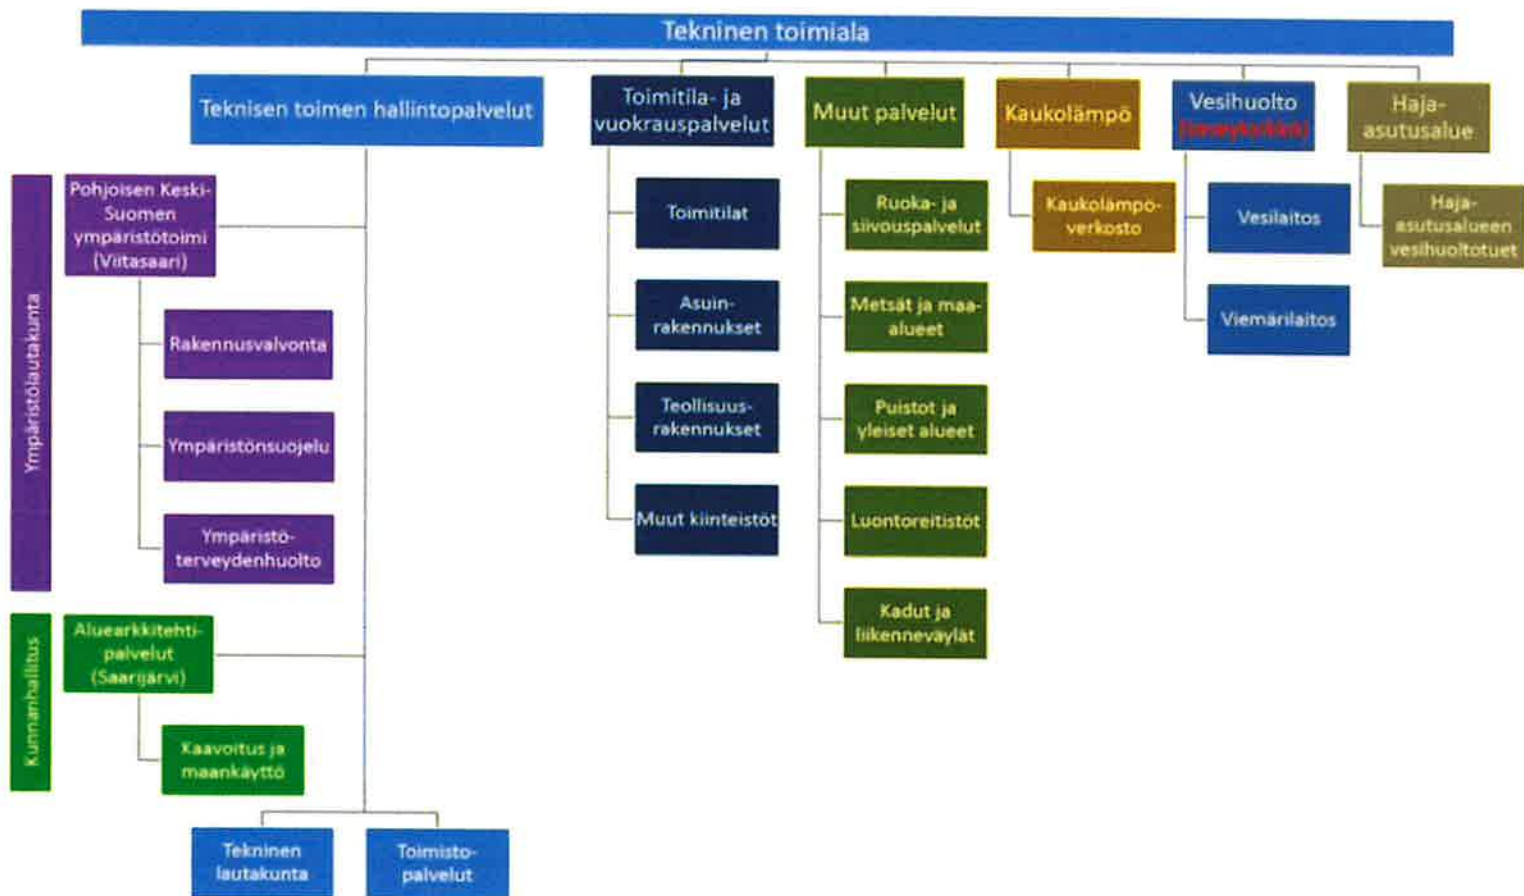 Tekninen toimiala
Teknisen toimen hallintopalvelut
Toimitila- ja
vuokrauspalvelut
Muut palvelut
Kaukolämpö
Vesihuolto
Haja-
asutusalue
Ympäristölautakunta
Pohjoisen Keski-
Suomen
ympäristötoimi
(Viitasaari)
Rakennusvalvonta
Ympäristönsuojelu
Ympäristö-
terveydenhuolto
Kunnanhallitus
Aluearkkitehti-
palvelut
(Saarijärvi)
Kaavoitus ja
maankäyttö
Tekninen
lautakunta
Toimisto-
palvelut
Toimitilat
Asuin-
rakennukset
Teollisuus-
rakennukset
Muut kiinteistöt
Ruoka- ja
siivouspalvelut
Metsät ja maa-
alueet
Puistot ja
yleiset alueet
Luontoreitistöt
Kadut ja
liikenneväylät
Kaukolämpö-
verkosto
Vesilaitos
Viemärilaitos
Haja-
asutusalueen
vesihuoltotuet